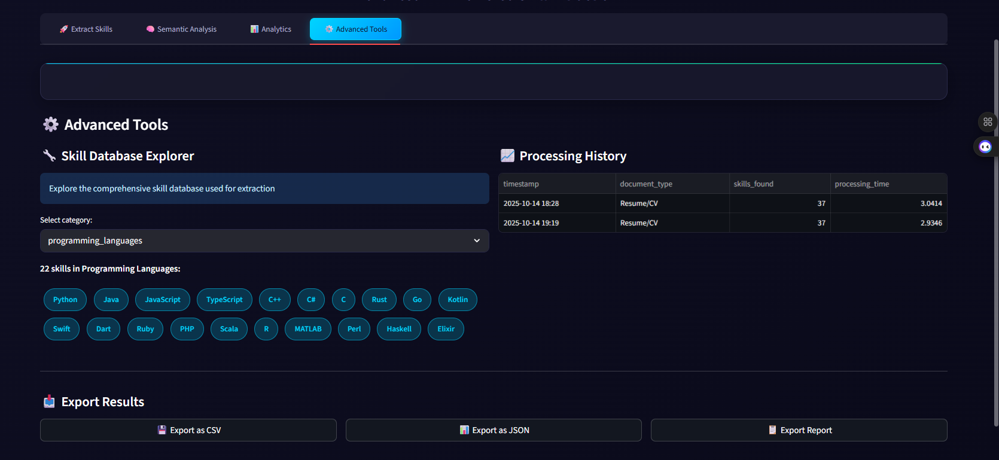 🚀 Extract Skills
🧠 Semantic Analysis
📊 Analytics
⚙️ Advanced Tools
⚙️ Advanced Tools
🔧 Skill Database Explorer
Explore the comprehensive skill database used for extraction
Select category:
programming_languages
22 skills in Programming Languages:
Python Java JavaScript TypeScript C++ C# C Rust Go Kotlin
Swift Dart Ruby PHP Scala R MATLAB Perl Haskell Elixir
📈 Processing History
timestamp document_type skills_found processing_time
2025-10-14 18:28 Resume/CV 37 3.0414
2025-10-14 19:19 Resume/CV 37 2.9346
📥 Export Results
💾 Export as CSV
📊 Export as JSON
📋 Export Report